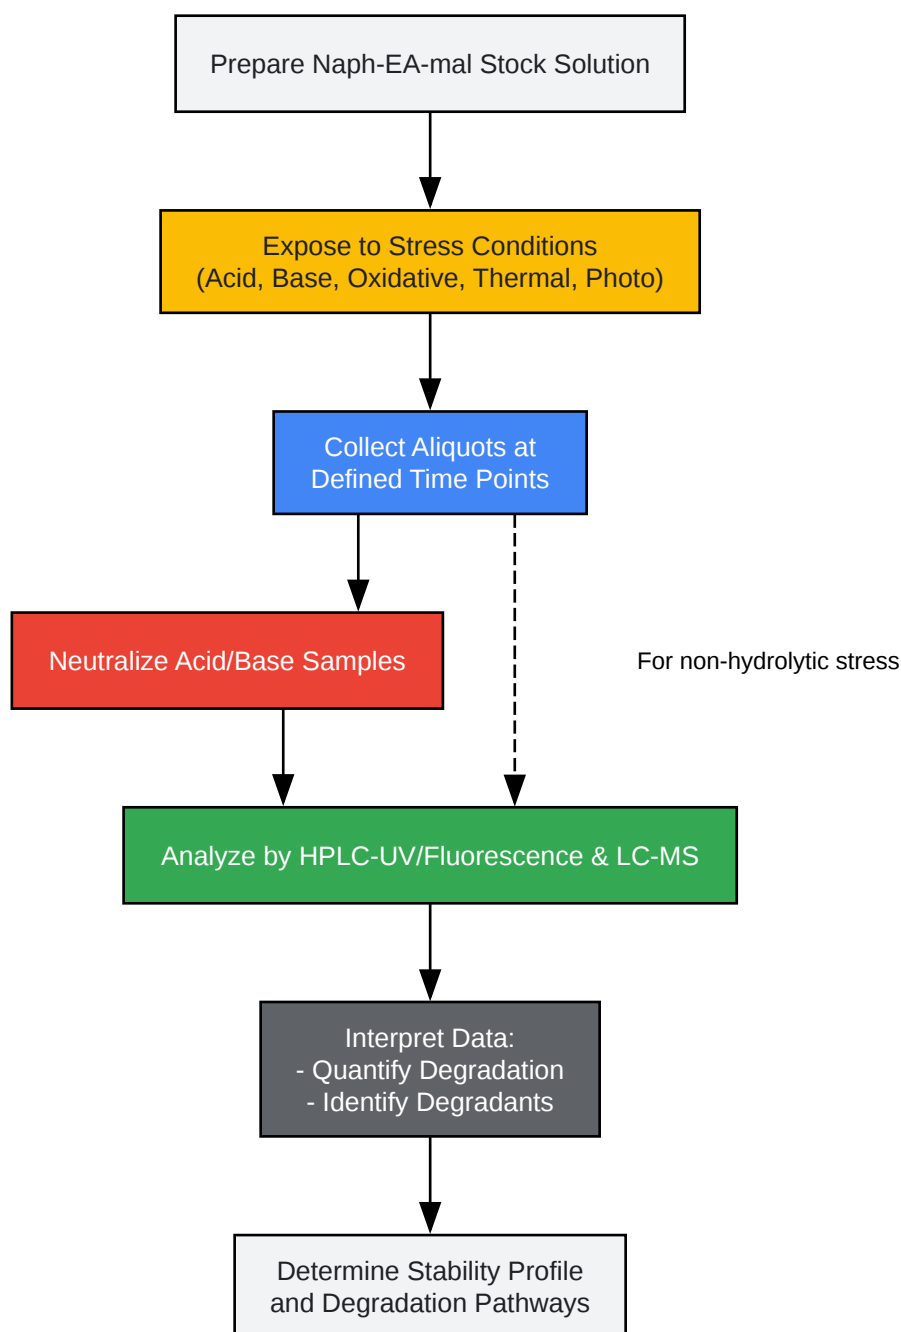 Prepare Naph-EA-mal Stock Solution
Expose to Stress Conditions
(Acid, Base, Oxidative, Thermal, Photo)
Collect Aliquots at
Defined Time Points
Neutralize Acid/Base Samples
For non-hydrolytic stress
Analyze by HPLC-UV/Fluorescence & LC-MS
Interpret Data:
- Quantify Degradation
- Identify Degradants
Determine Stability Profile
and Degradation Pathways